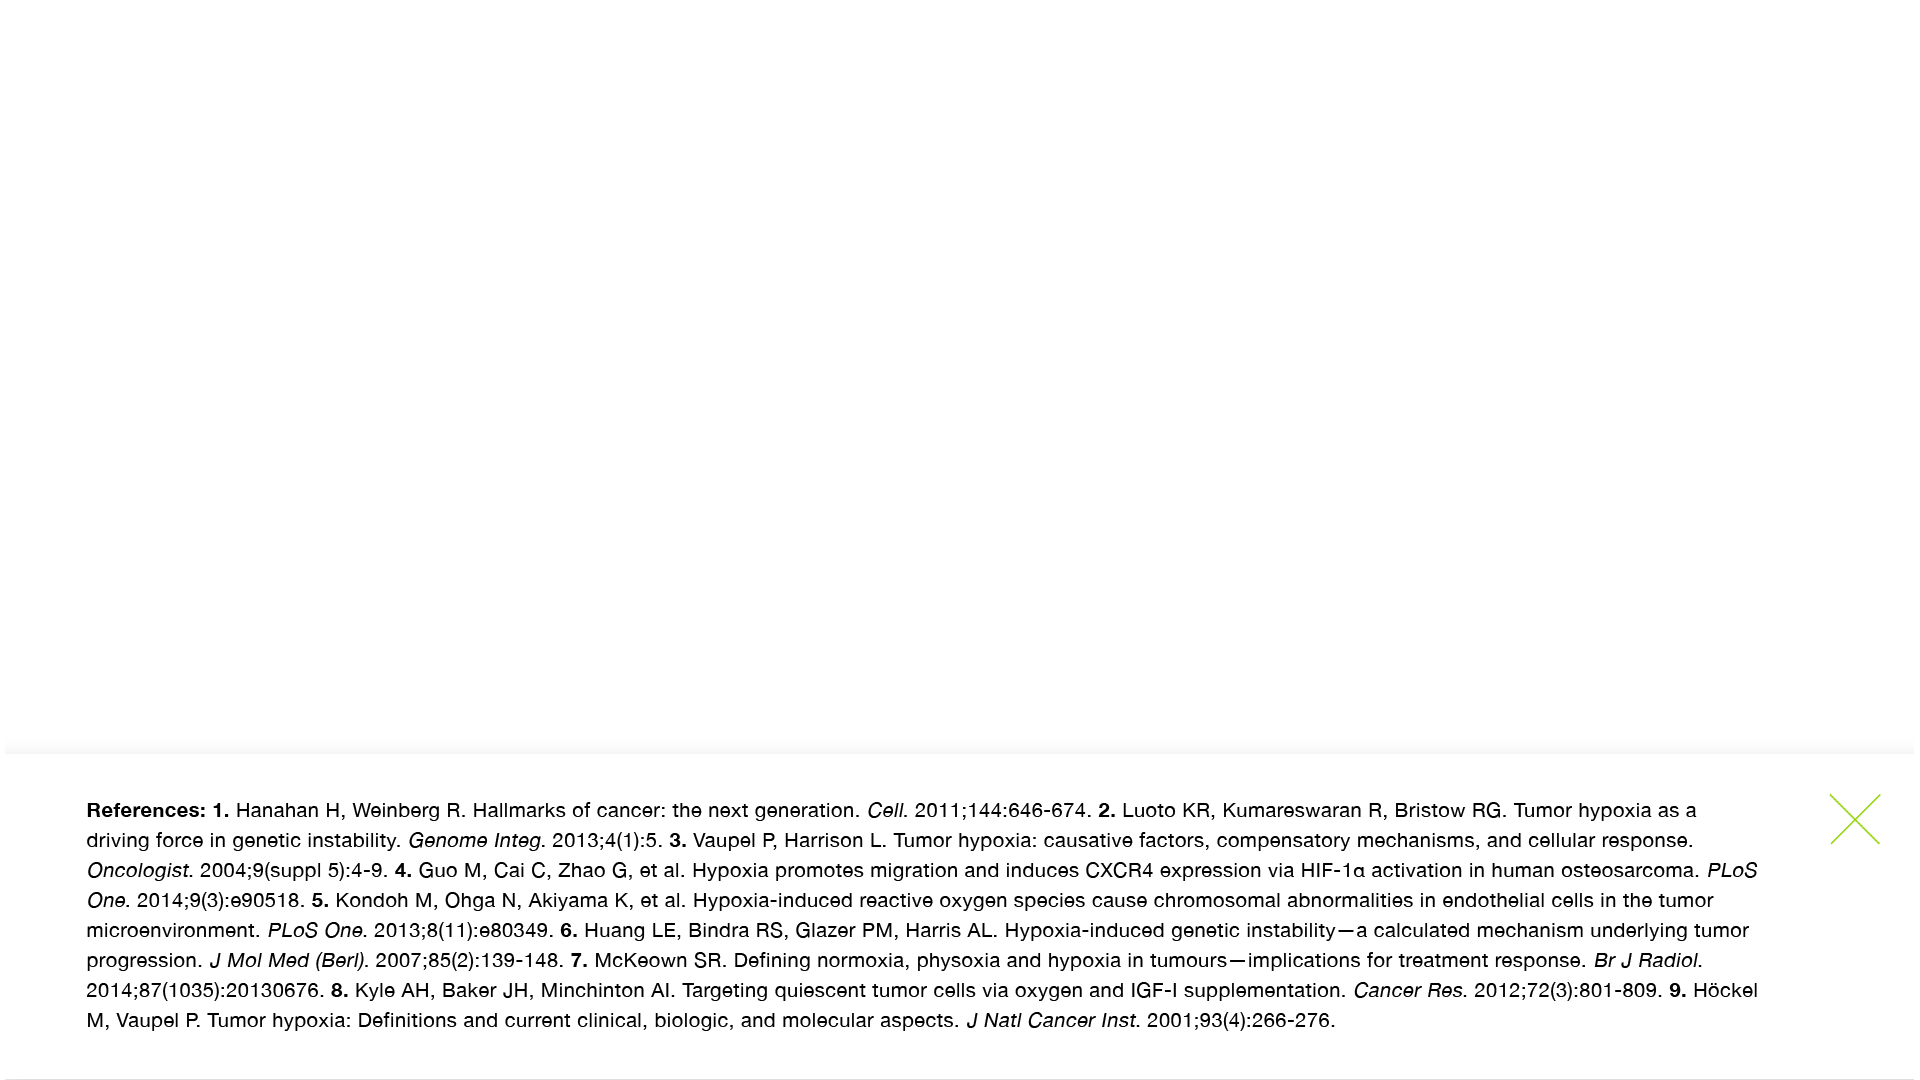 References: 1. Hanahan H, Weinberg R. Hallmarks of cancer: the next generation. Cell. 2011;144:646-674. 2. Luoto KR, Kumareswaran R, Bristow RG. Tumor hypoxia as a
driving force in genetic instability. Genome Integ. 2013;4(1):5. 3. Vaupel P, Harrison L. Tumor hypoxia: causative factors, compensatory mechanisms, and cellular response.
Oncologist. 2004;9(suppl 5):4-9. 4. Guo M, Cai C, Zhao G, et al. Hypoxia promotes migration and induces CXCR4 expression via HIF-1α activation in human osteosarcoma. PLoS
One. 2014;9(3):e90518. 5. Kondoh M, Ohga N, Akiyama K, et al. Hypoxia-induced reactive oxygen species cause chromosomal abnormalities in endothelial cells in the tumor
microenvironment. PLoS One. 2013;8(11):e80349. 6. Huang LE, Bindra RS, Glazer PM, Harris AL. Hypoxia-induced genetic instability—a calculated mechanism underlying tumor
progression. J Mol Med (Berl). 2007;85(2):139-148. 7. McKeown SR. Defining normoxia, physoxia and hypoxia in tumours—implications for treatment response. Br J Radiol.
2014;87(1035):20130676. 8. Kyle AH, Baker JH, Minchinton AI. Targeting quiescent tumor cells via oxygen and IGF-I supplementation. Cancer Res. 2012;72(3):801-809. 9. Höckel
M, Vaupel P. Tumor hypoxia: Definitions and current clinical, biologic, and molecular aspects. J Natl Cancer Inst. 2001;93(4):266-276.